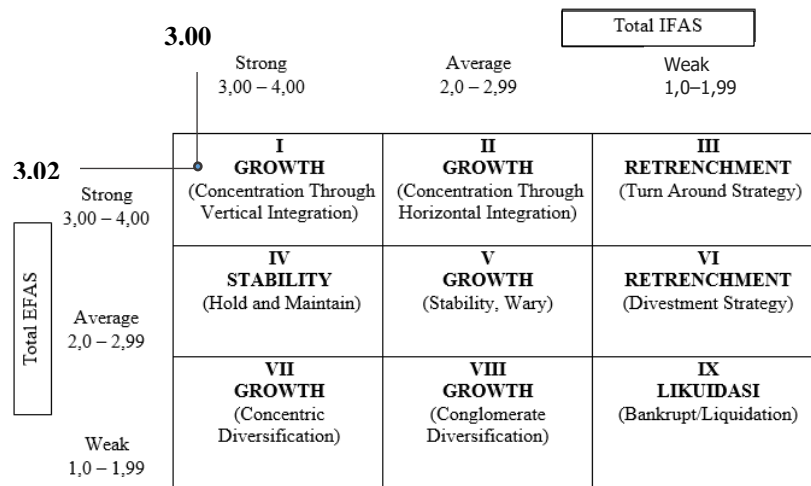 Total IFAS
3.00
Strong
3,00 – 4,00
Average
2,0 – 2,99
Weak
1,0–1,99
3.02
Strong
3,00 – 4,00
Total EFAS
Average
2,0 – 2,99
Weak
1,0 – 1,99
I
GROWTH
(Concentration Through
Vertical Integration)
II
GROWTH
(Concentration Through
Horizontal Integration)
III
RETRENCHMENT
(Turn Around Strategy)
IV
STABILITY
(Hold and Maintain)
V
GROWTH
(Stability, Wary)
VI
RETRENCHMENT
(Divestment Strategy)
VII
GROWTH
(Concentric
Diversification)
VIII
GROWTH
(Conglomerate
Diversification)
IX
LIKUIDASI
(Bankrupt/Liquidation)